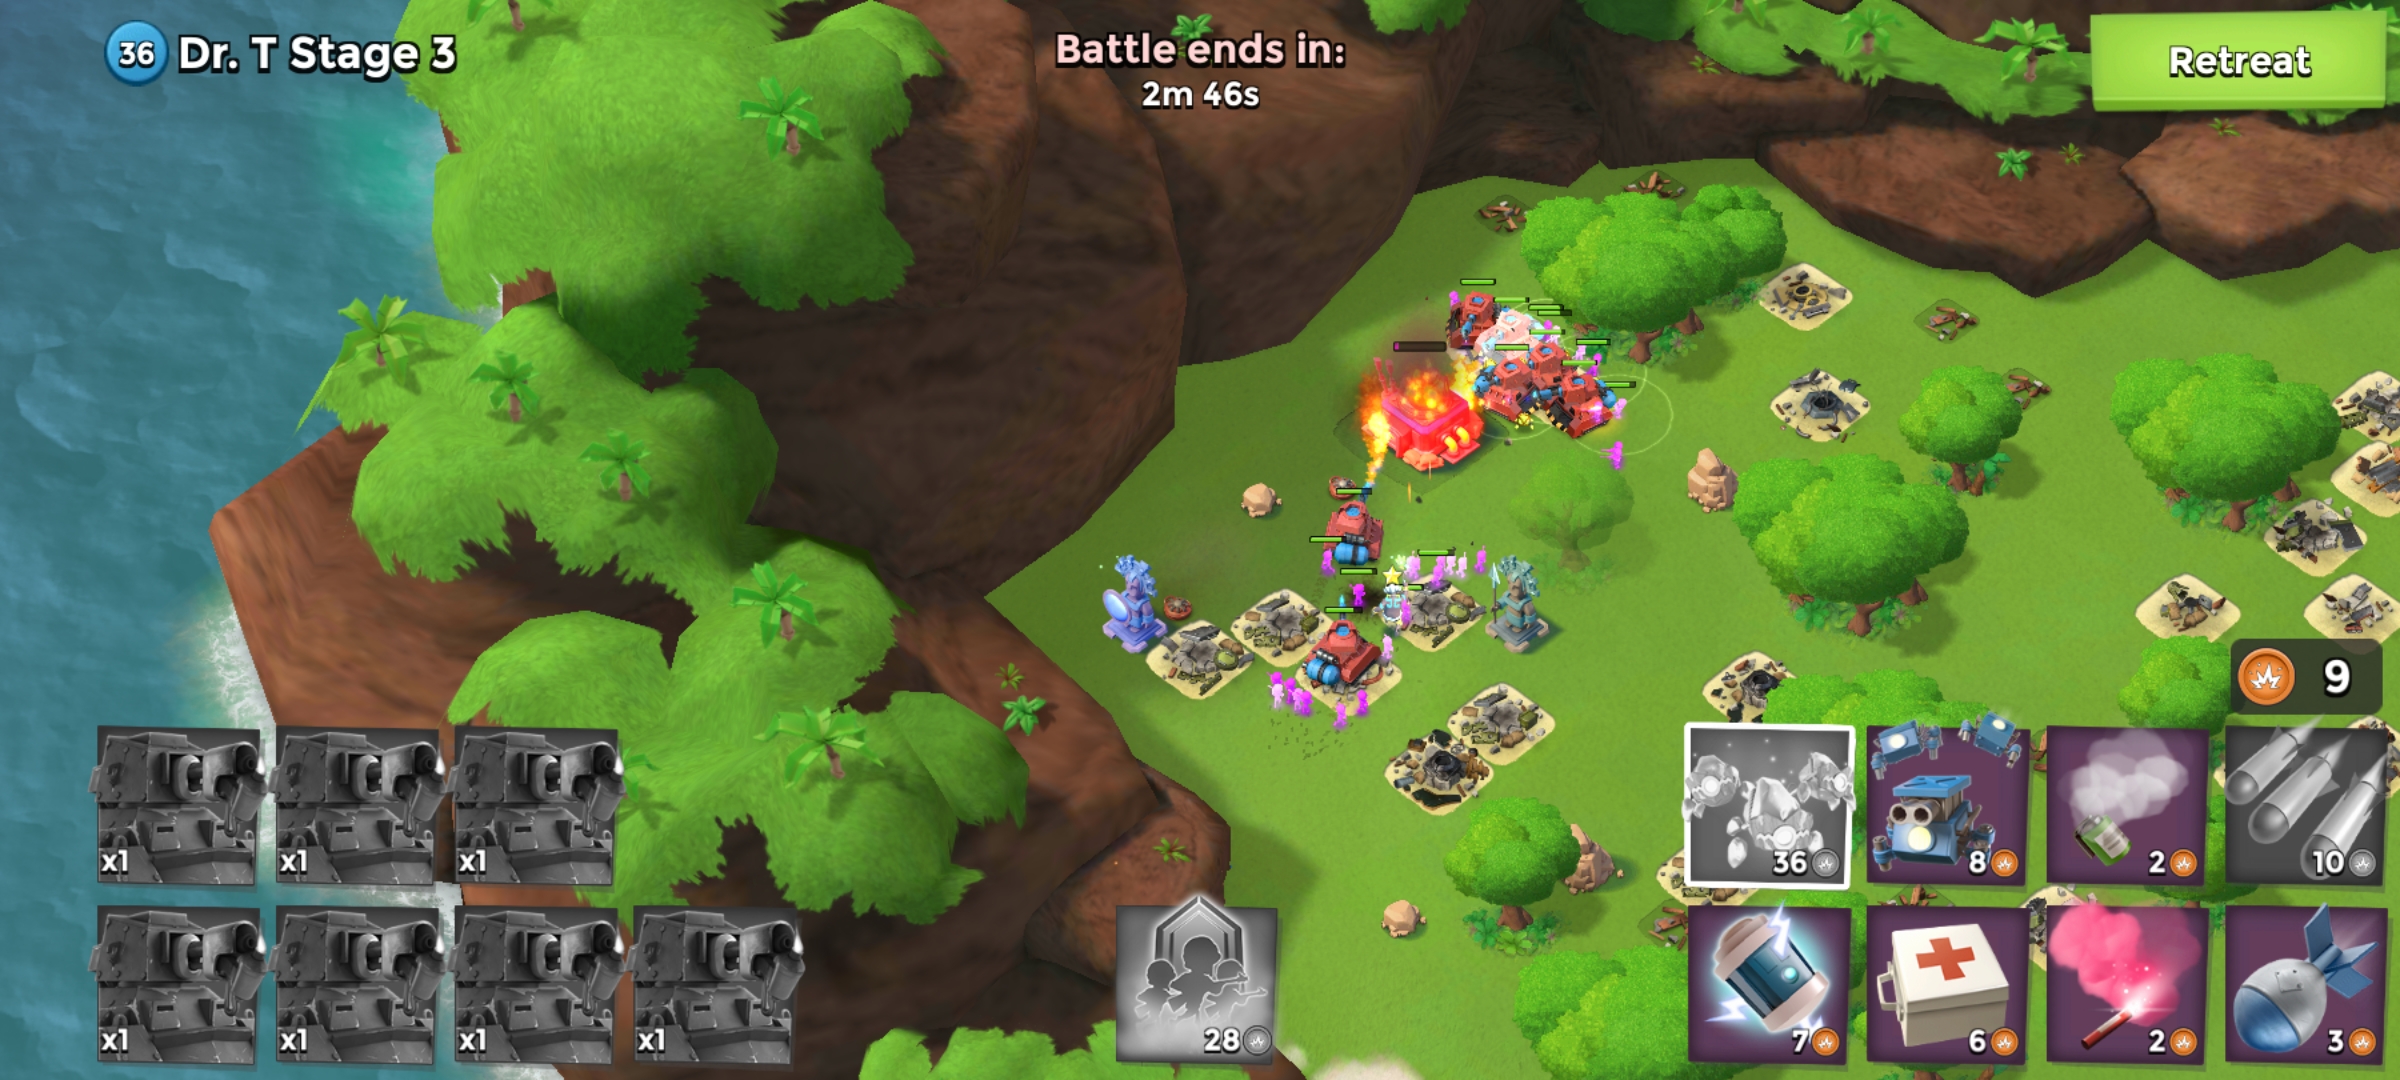 36 Dr. T Stage 3
Battle ends in:
2m 46s
Retreat
9
x1
x1
x1
36
8
2
10
x1
x1
x1
x1
28
7
6
2
3